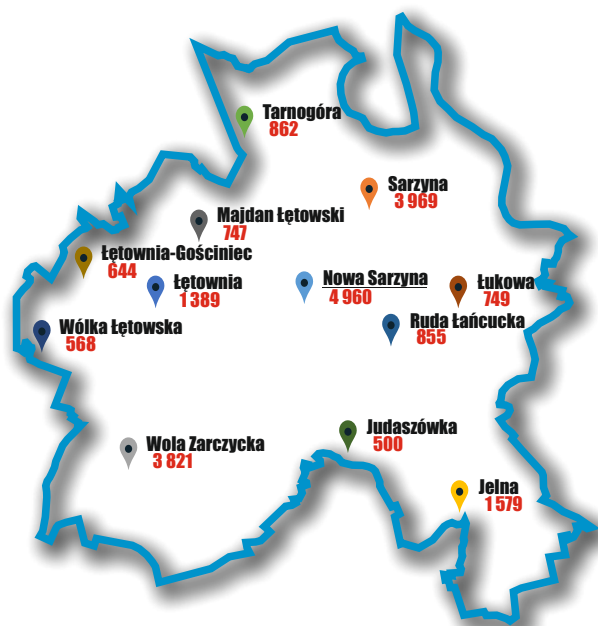 Tarnogóra
862
Sarzyna
3 969
Majdan Łętowski
747
Łętownia-Gościniec
644
Łętownia
1 389
Nowa Sarzyna
4 960
Łukowa
749
Wólka Łętowska
568
Ruda Łańcucka
855
Judaszówka
500
Wola Zarczycka
3 821
Jelna
1 579